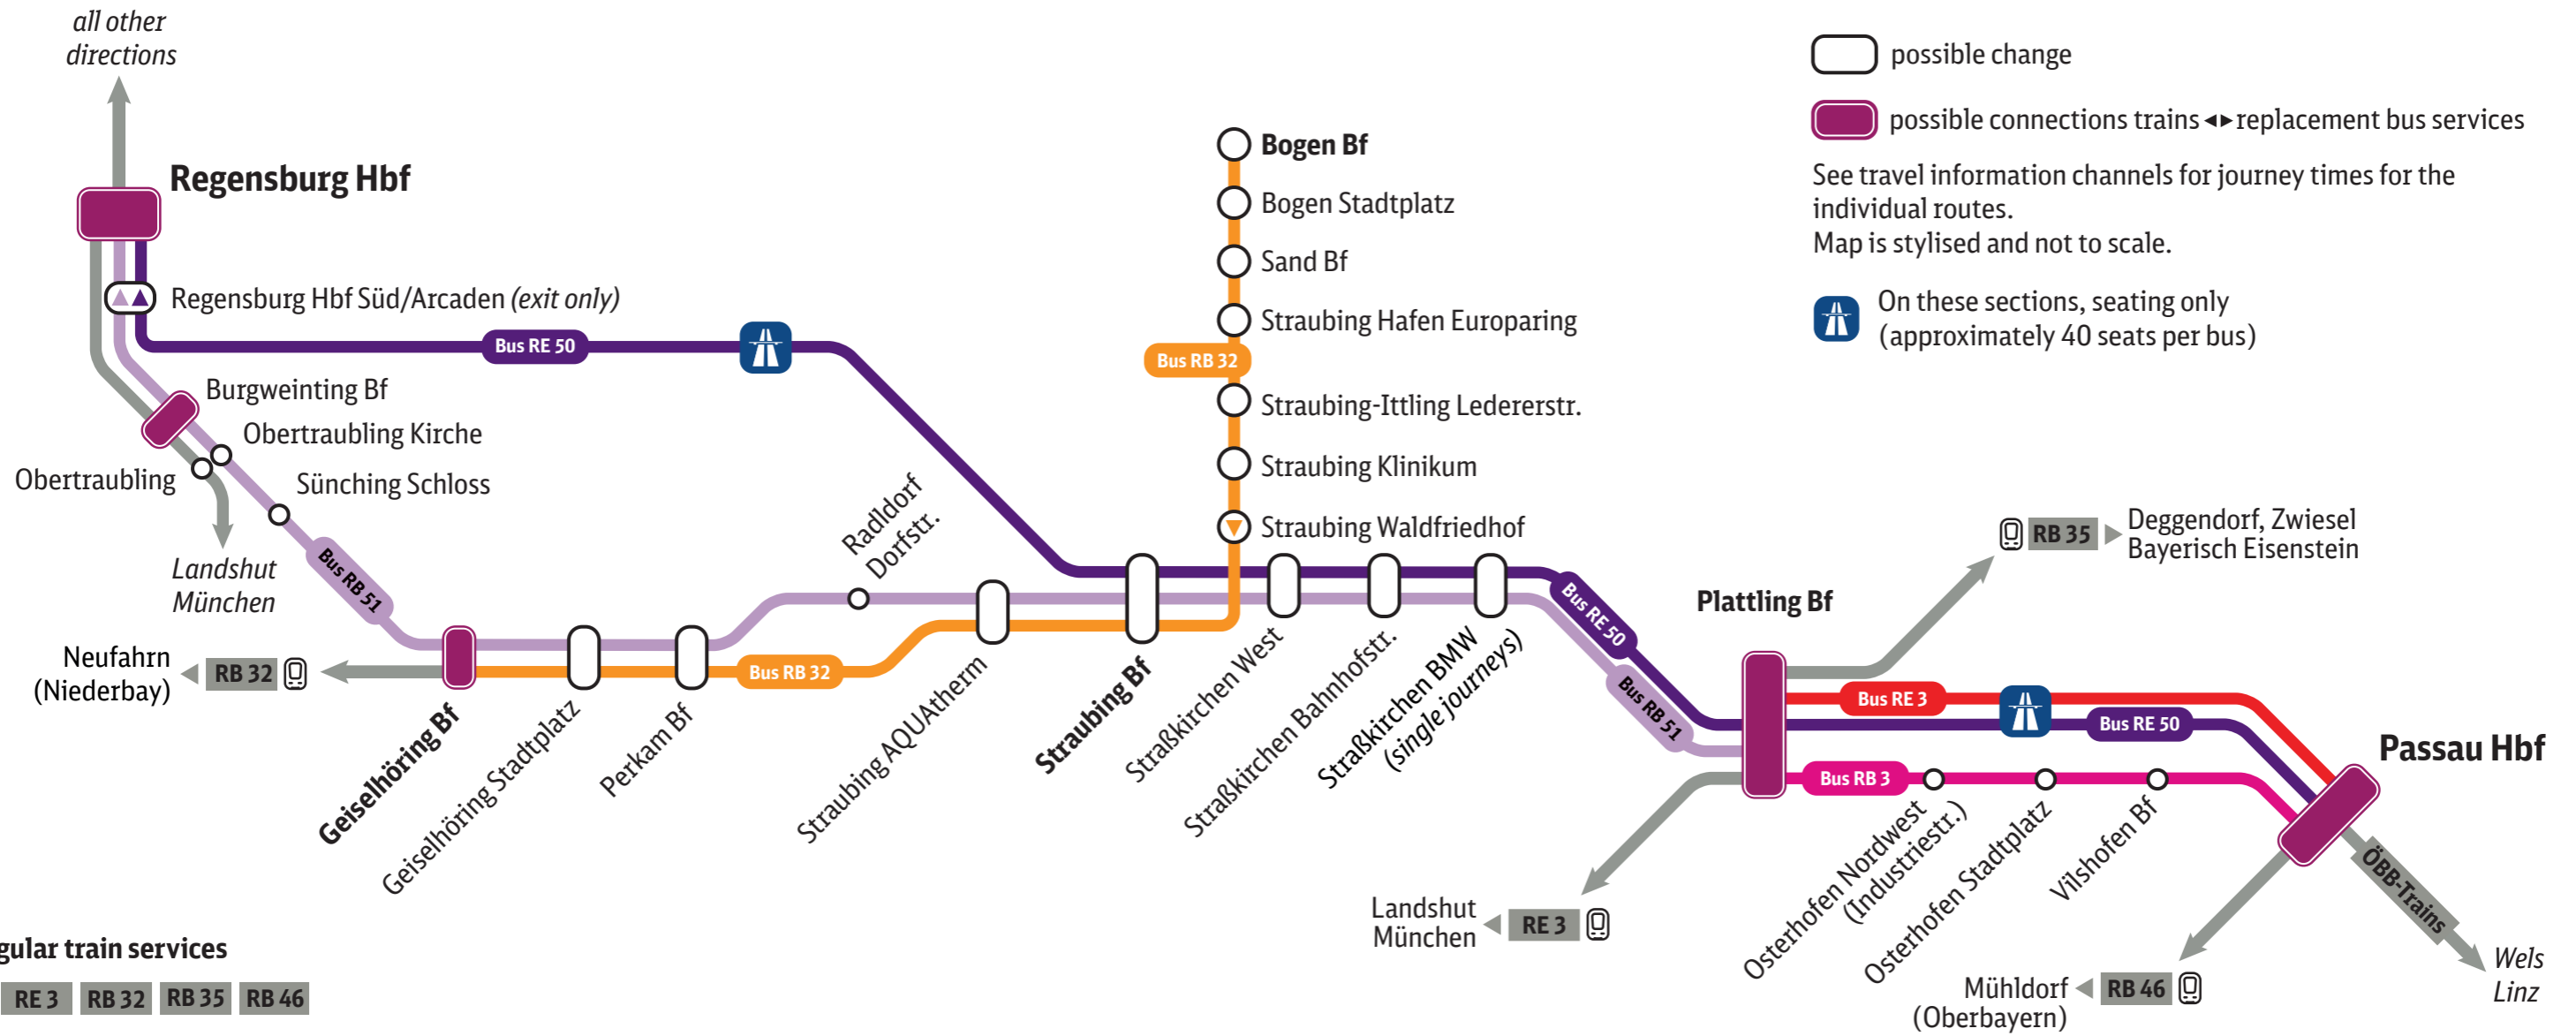 all other
directions
Regensburg Hbf
Regensburg Hbf Süd/Arcaden (exit only)
Bus RE 50
Burgweinting Bf
Obertraubling Kirche
Obertraubling
Sünching Schloss
Landshut
München
Bus RB 51
Neufahrn
(Niederbay)
RB 32
Geiselhöring Bf
Geiselhöring Stadtplatz
Perkam Bf
Bus RB 32
Radldorf
Dorfstr.
Straubing AQUAtherm
Straubing Bf
Bogen Bf
Bogen Stadtplatz
Sand Bf
Straubing Hafen Europaring
Bus RB 32
Straubing-Ittling Ledererstr.
Straubing Klinikum
Straubing Waldfriedhof
Straßkirchen West
Straßkirchen Bahnhofstr.
Straßkirchen BMW
(single journeys)
Bus RE 50
Bus RB 51
Plattling Bf
RB 35
Deggendorf, Zwiesel
Bayerisch Eisenstein
Bus RE 3
Bus RE 50
Bus RB 3
Landshut
München
RE 3
Osterhofen Nordwest
(Industriestr.)
Osterhofen Stadtplatz
Vilshofen Bf
Passau Hbf
ÖBB-Trains
Wels
Linz
Mühldorf
(Oberbayern)
RB 46
possible change
possible connections trains ◂▸ replacement bus services
See travel information channels for journey times for the
individual routes.
Map is stylised and not to scale.
On these sections, seating only
(approximately 40 seats per bus)
gular train services
RE 3 RB 32 RB 35 RB 46